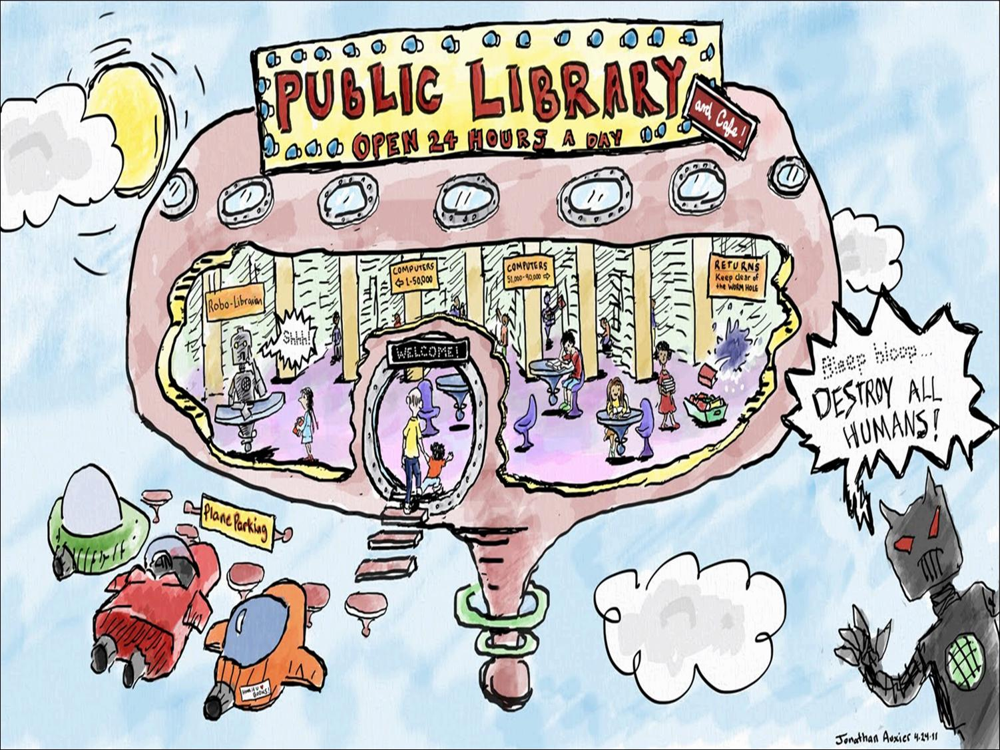 PUBLIC LIBRARY
OPEN 24 HOURS A DAY
and Cafe!
COMPUTERS
⇐ 1-50,000
COMPUTERS
51,000-90,000 ⇒
RETURNS
Keep clear of
the WORM HOLE
Robo-Librarian
Shhh!
WELCOME!
Bleep bloop...
DESTROY ALL
HUMANS!
Plane Parking
Honk if U ♥
BOOKS!
Jonathan Auxier 4.24.11